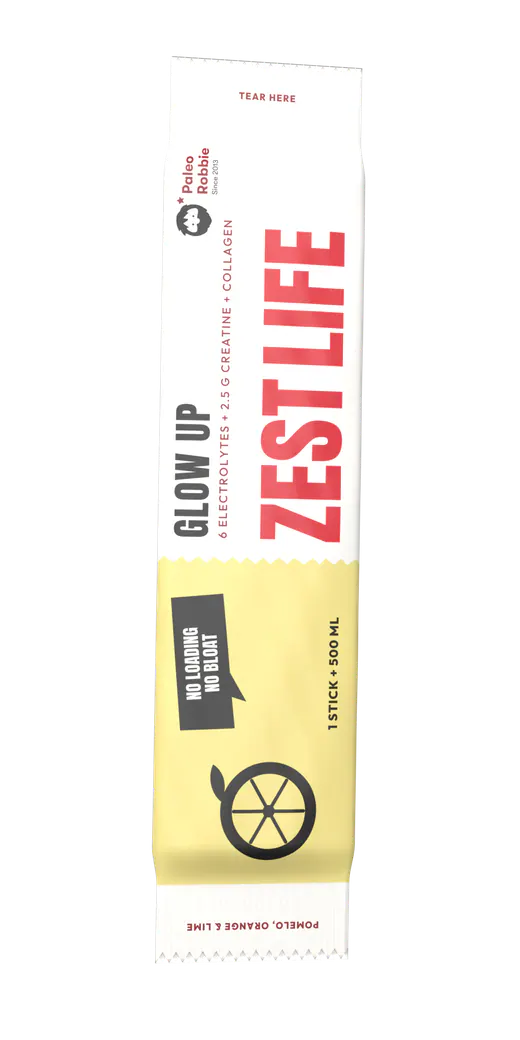 TEAR HERE
Paleo
Robbie
Since 2013
GLOW UP
6 ELECTROLYTES + 2.5 G CREATINE + COLLAGEN
ZEST LIFE
NO LOADING
NO BLOAT
1 STICK + 500 ML
POMELO, ORANGE & LIME